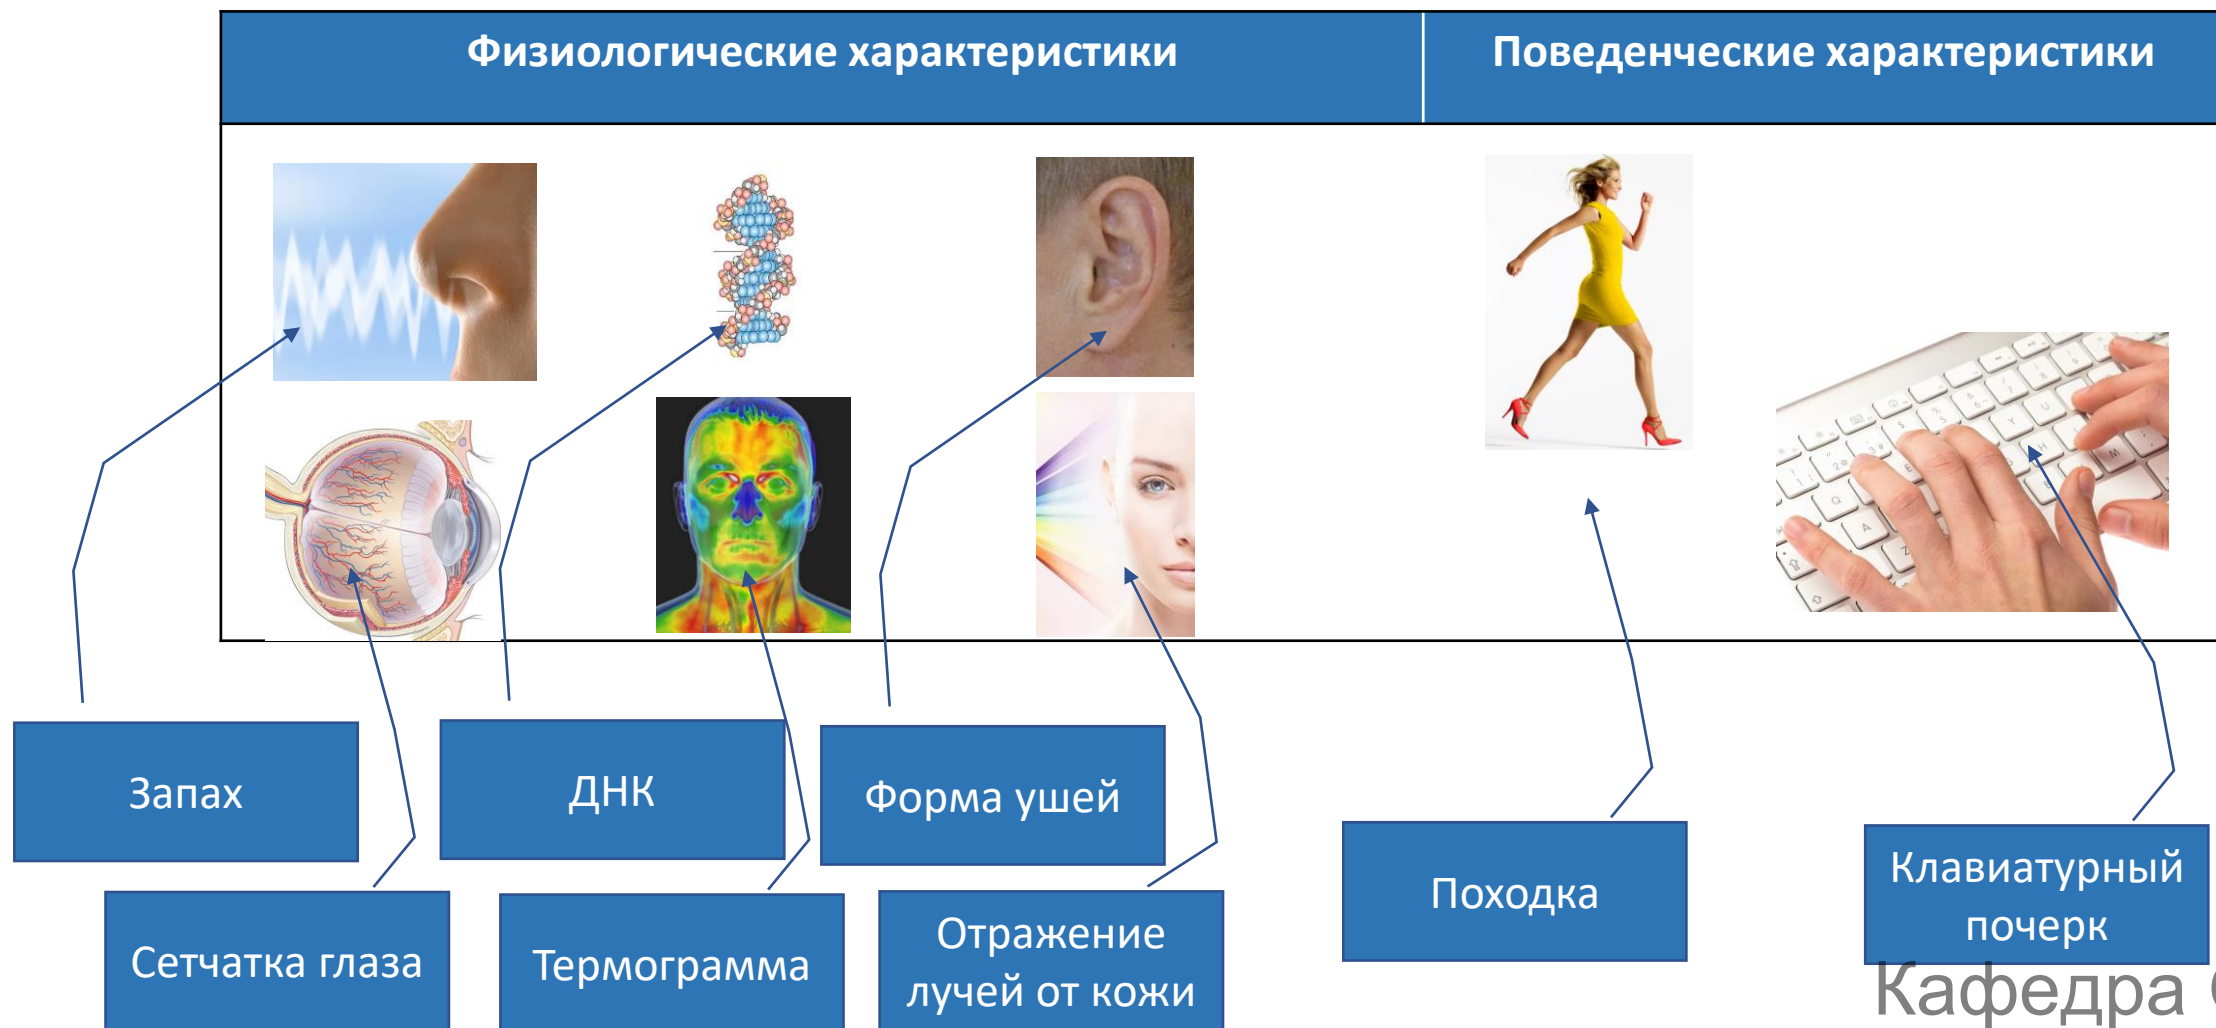 Физиологические характеристики
Поведенческие характеристики
Запах
ДНК
Форма ушей
Походка
Клавиатурный
почерк
Сетчатка глаза
Термограмма
Отражение
лучей от кожи
Кафедра